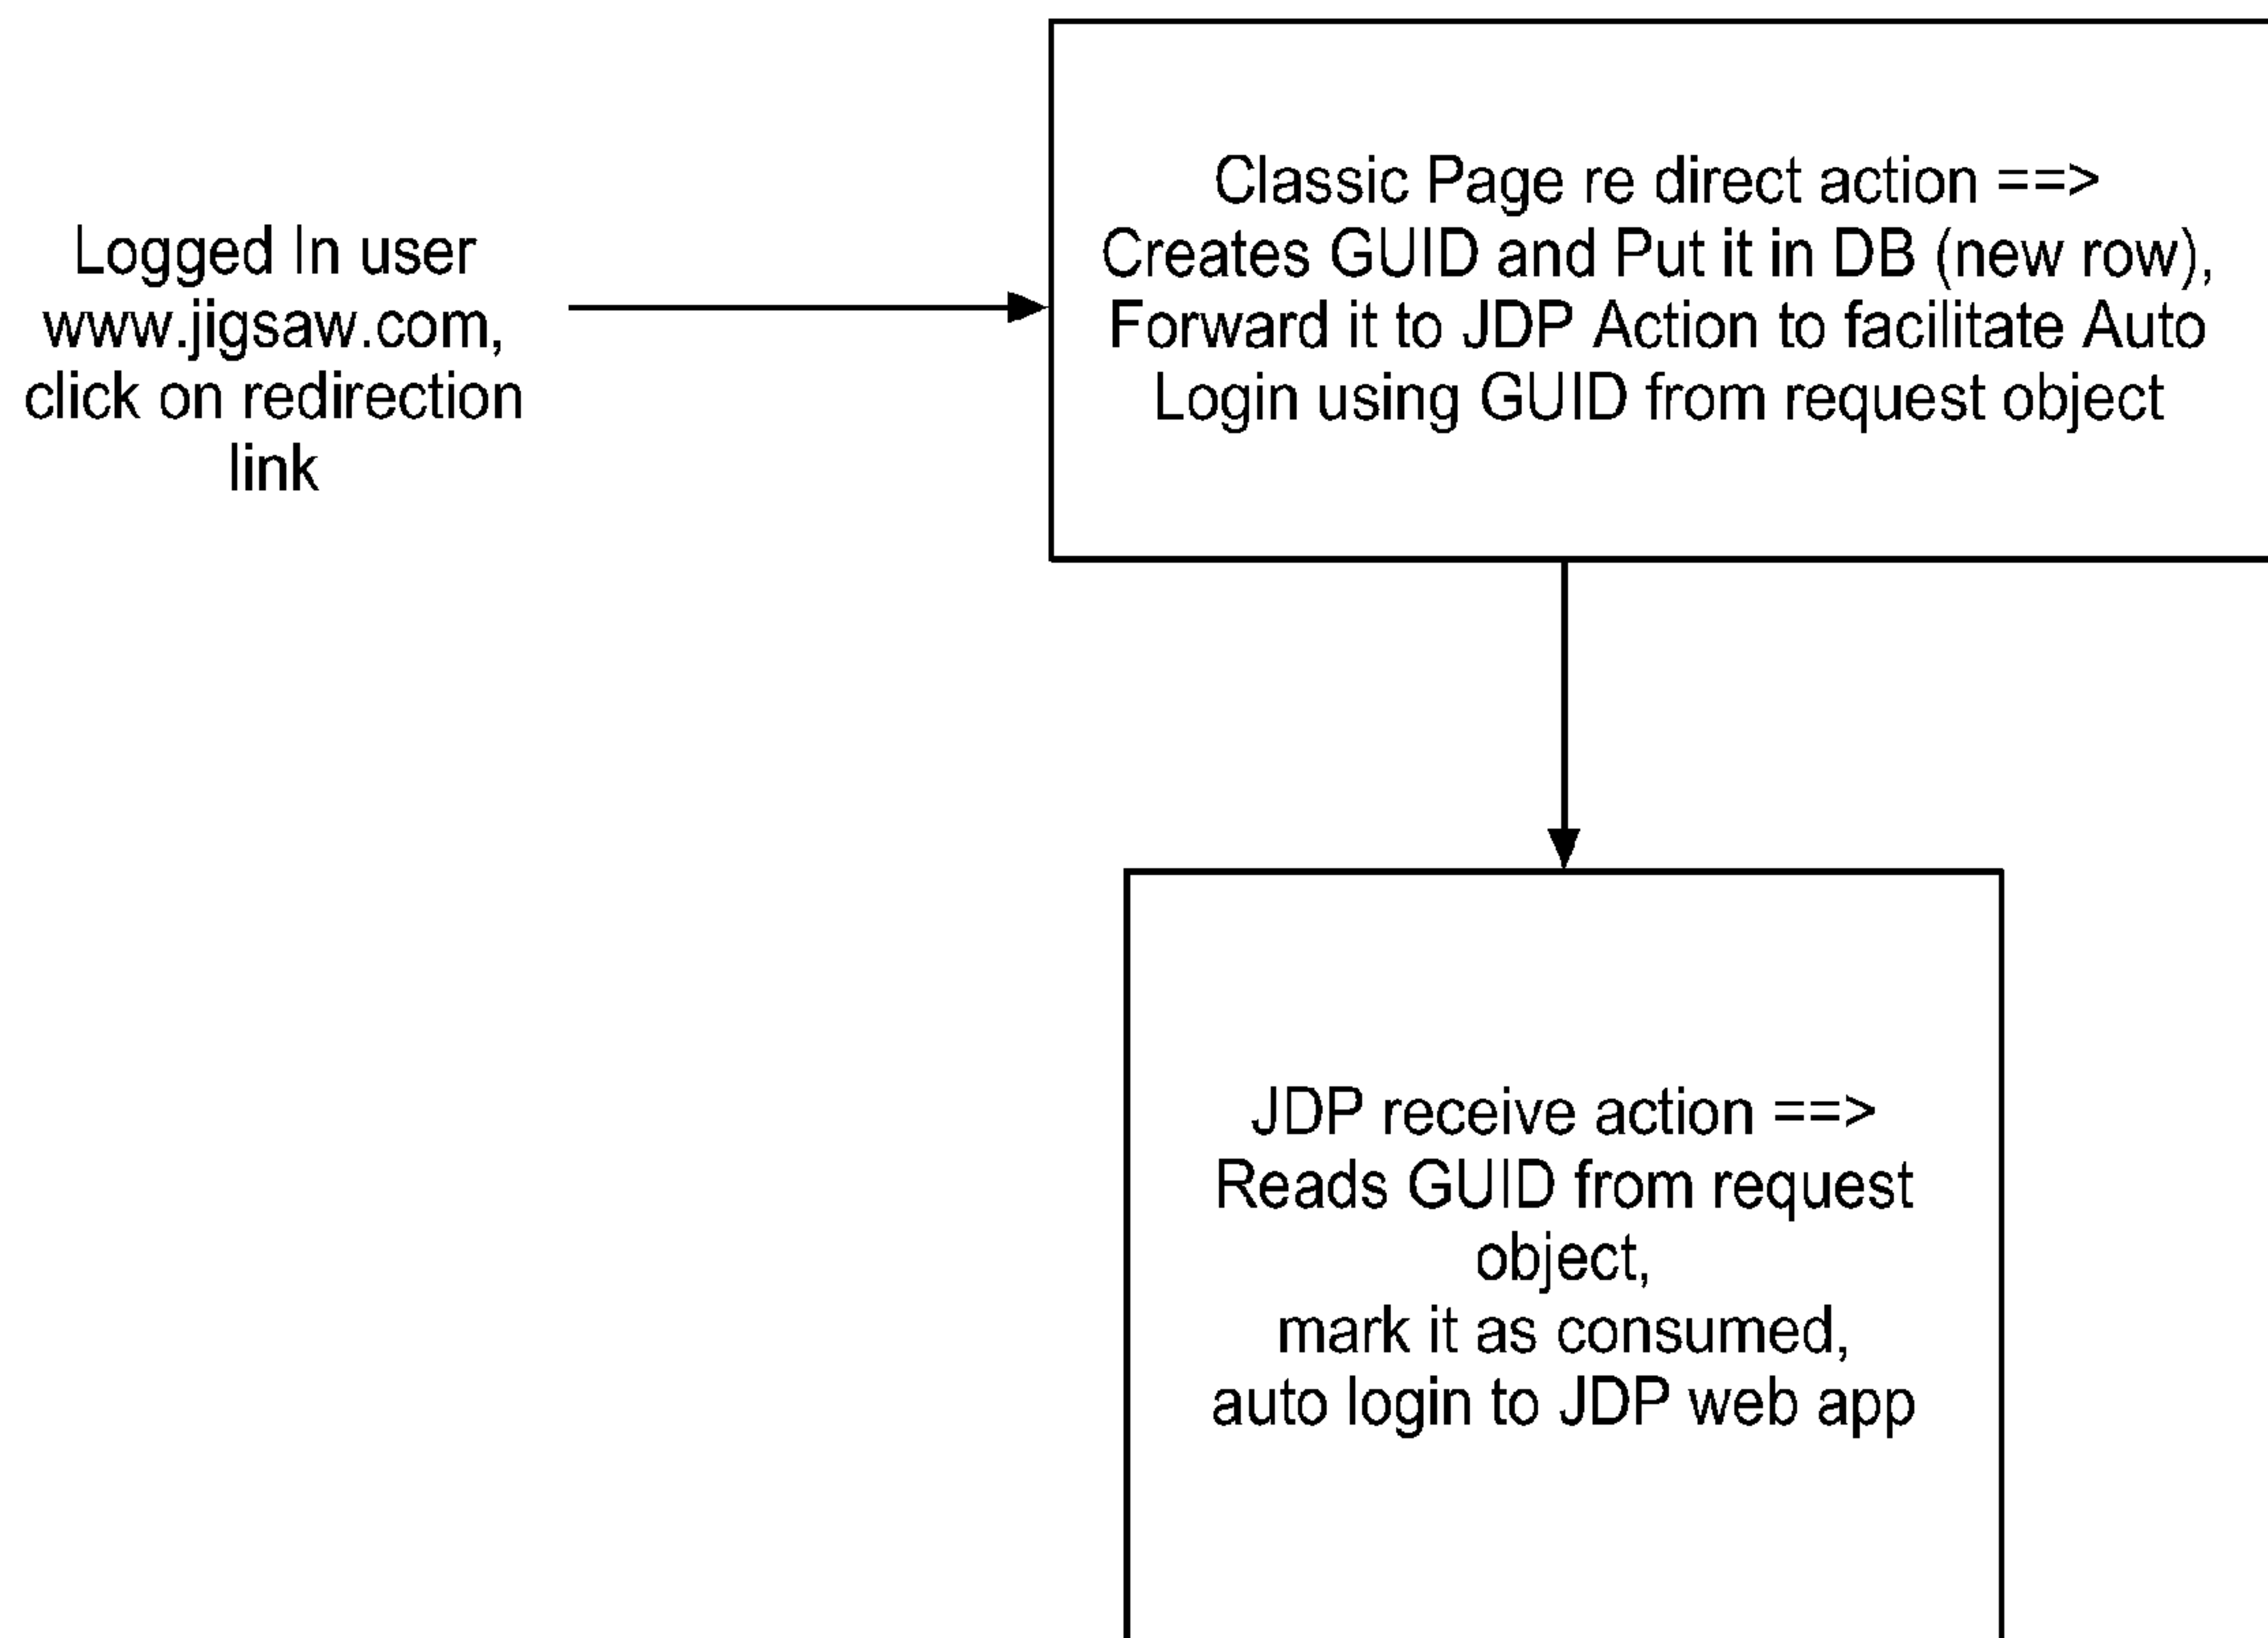 Logged In user
www.jigsaw.com,
click on redirection
link
Classic Page re direct action ==>
Creates GUID and Put it in DB (new row),
Forward it to JDP Action to facilitate Auto
Login using GUID from request object
JDP receive action ==>
Reads GUID from request
object,
mark it as consumed,
auto login to JDP web app